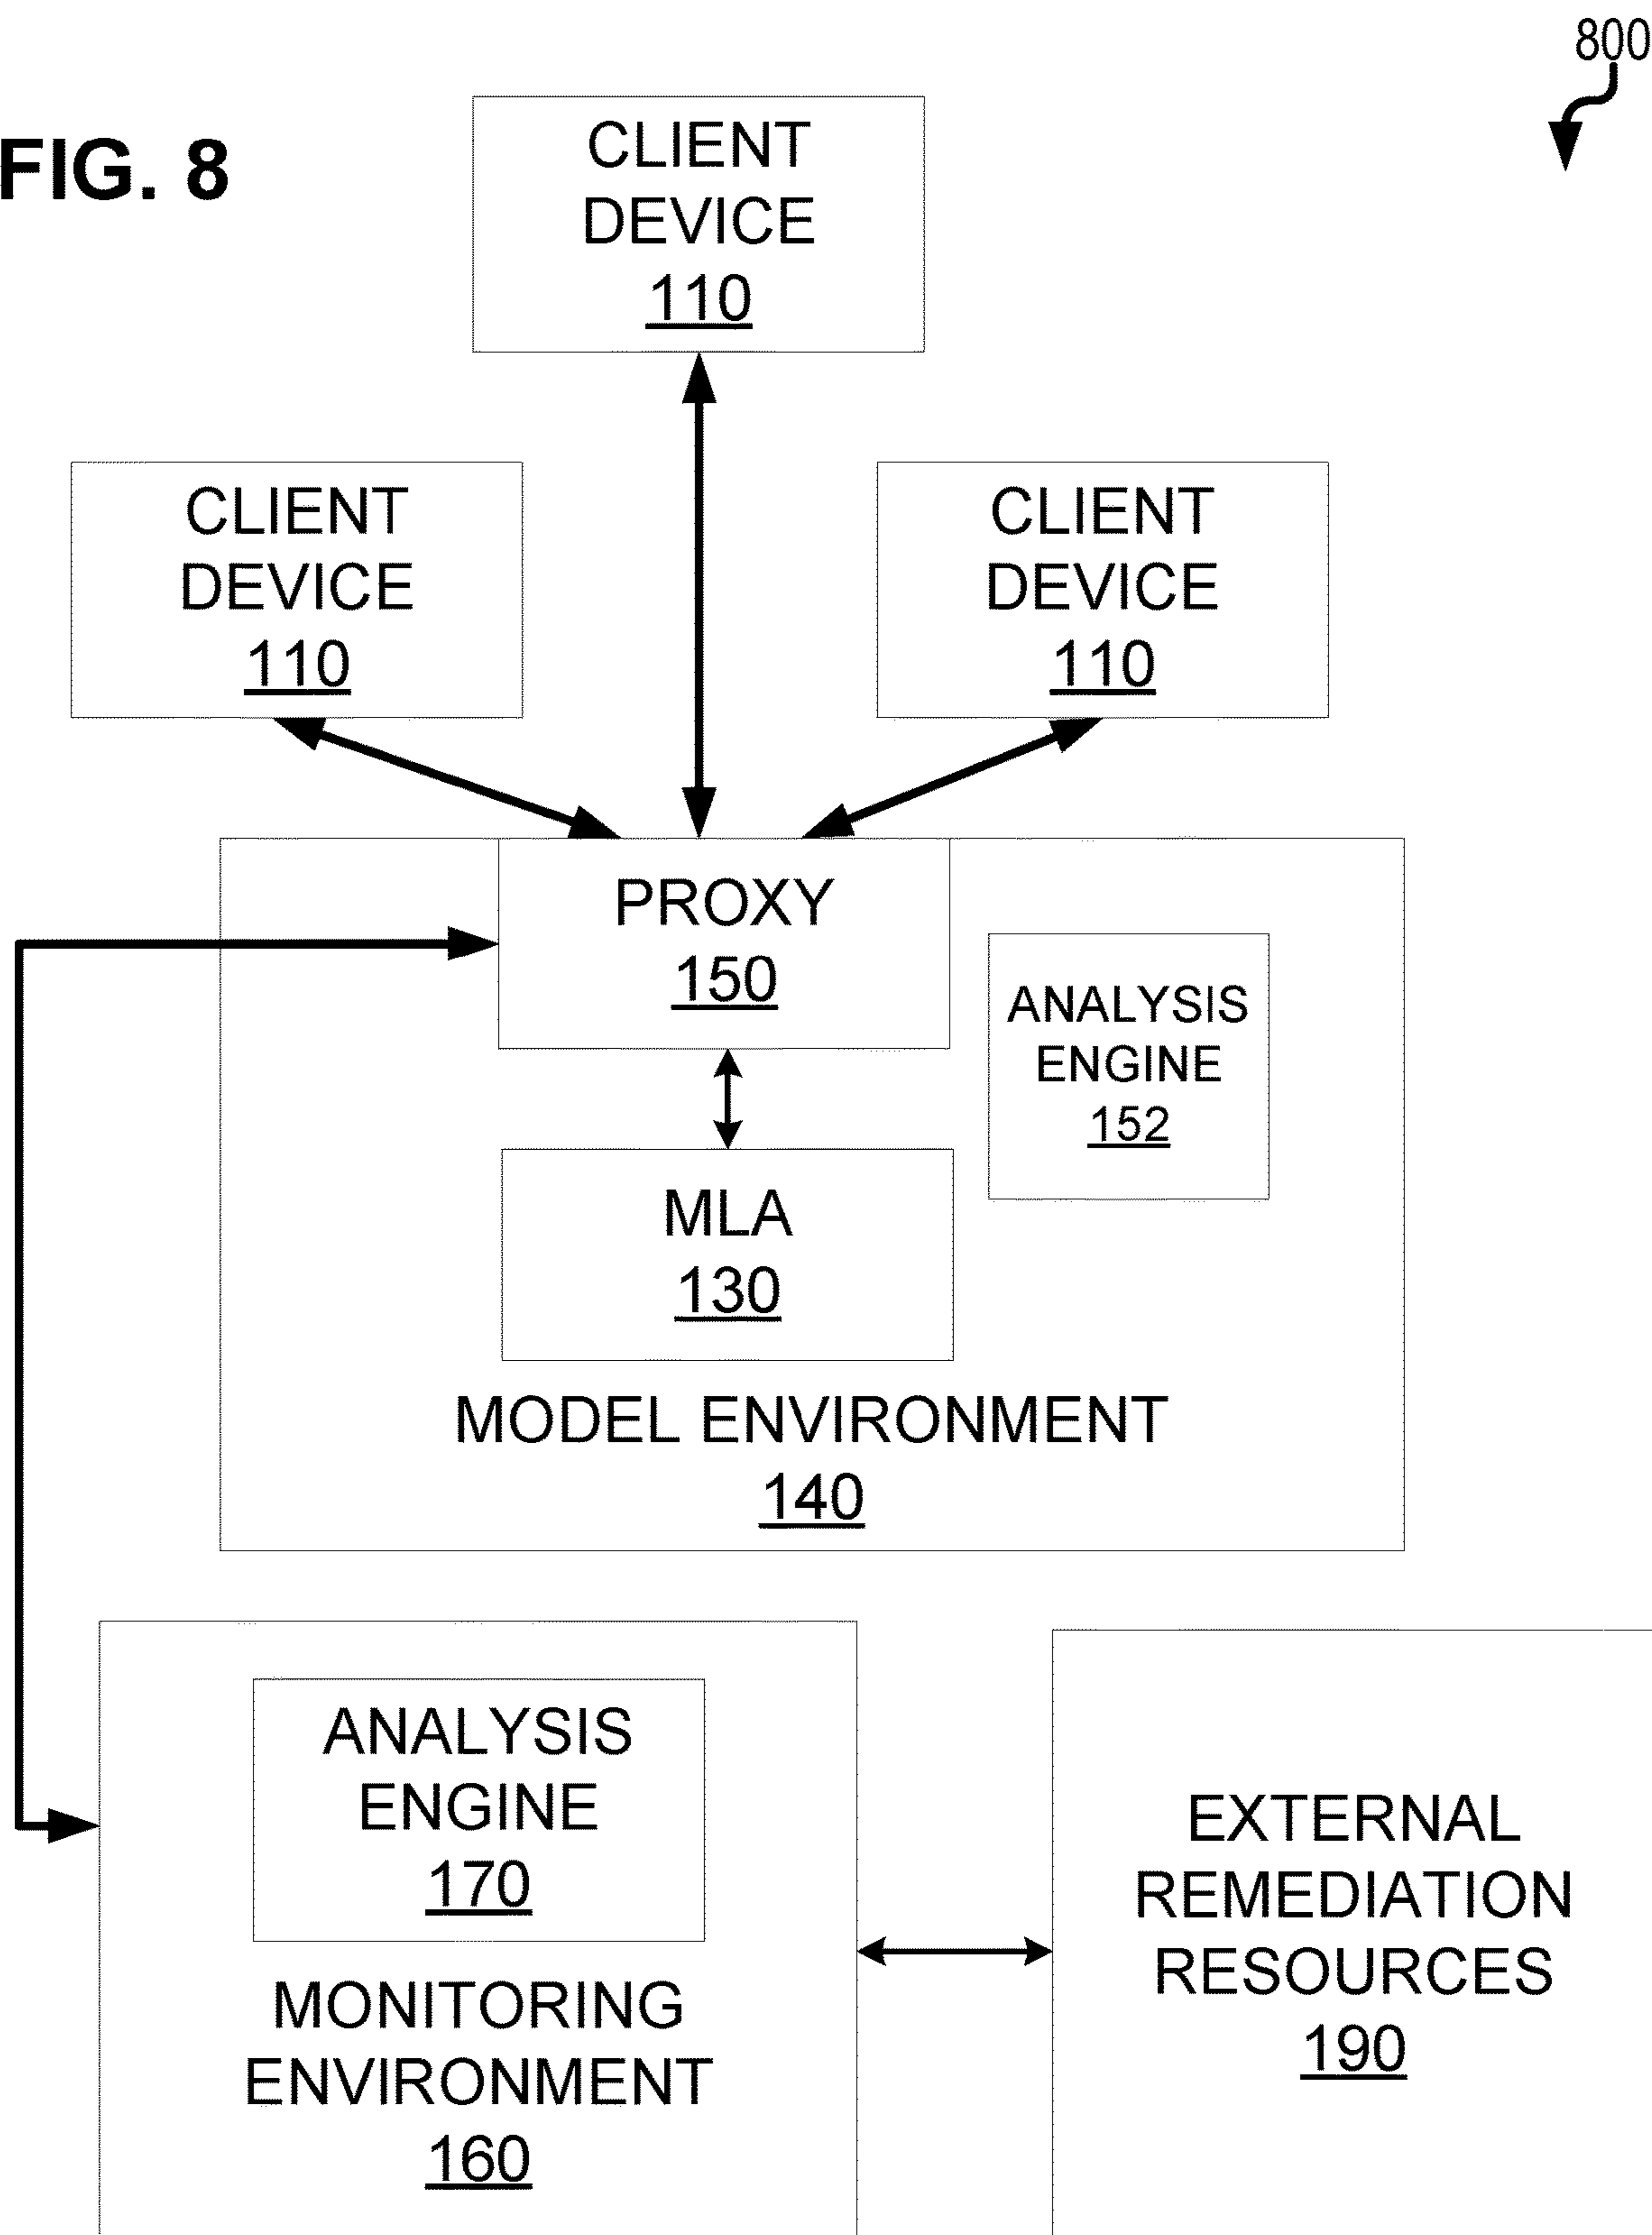 800
FIG. 8
CLIENT
DEVICE
110
CLIENT
DEVICE
110
CLIENT
DEVICE
110
PROXY
150
ANALYSIS
ENGINE
152
MLA
130
MODEL ENVIRONMENT
140
ANALYSIS
ENGINE
170
MONITORING
ENVIRONMENT
160
EXTERNAL
REMEDIATION
RESOURCES
190